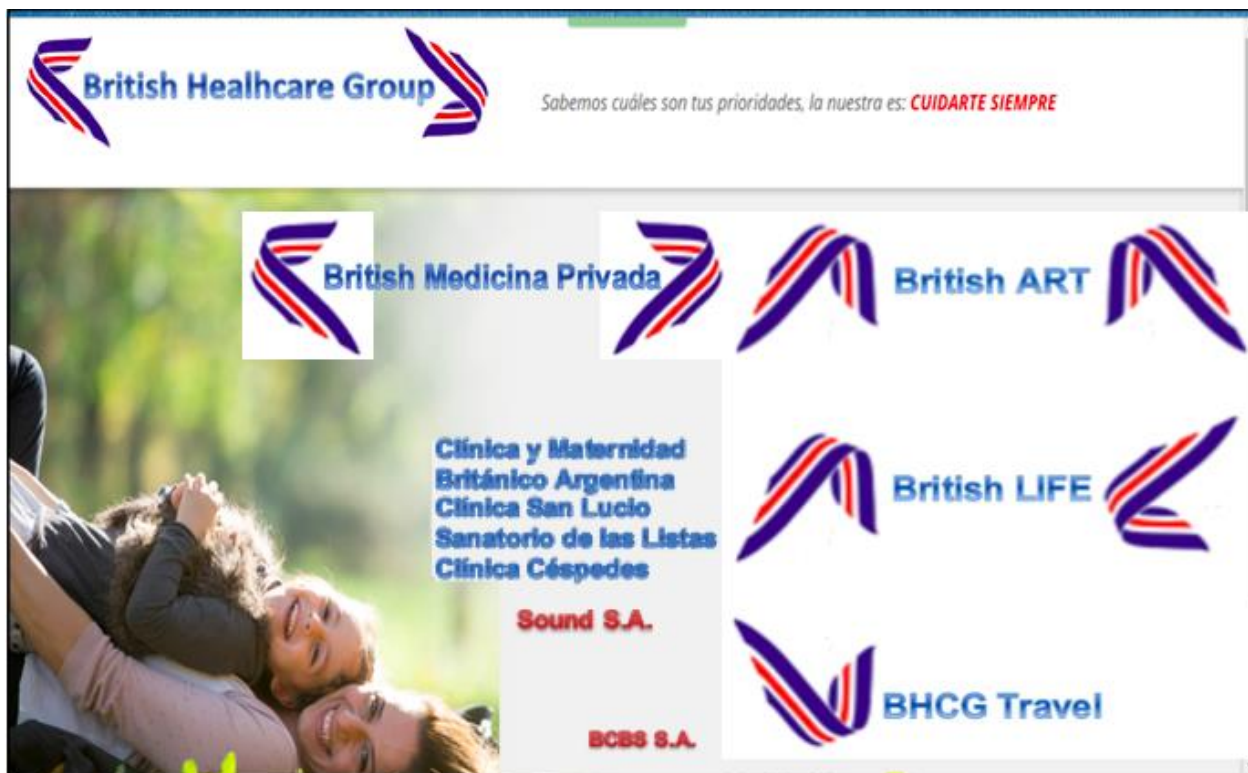 British Healhcare Group
Sabemos cuáles son tus prioridades, la nuestra es: CUIDARTE SIEMPRE
British Medicina Privada
British ART
Clínica y Maternidad
Británico Argentina
Clínica San Lucio
Sanatorio de las Listas
Clínica Céspedes
British LIFE
Sound S.A.
BHCG Travel
BCBS S.A.